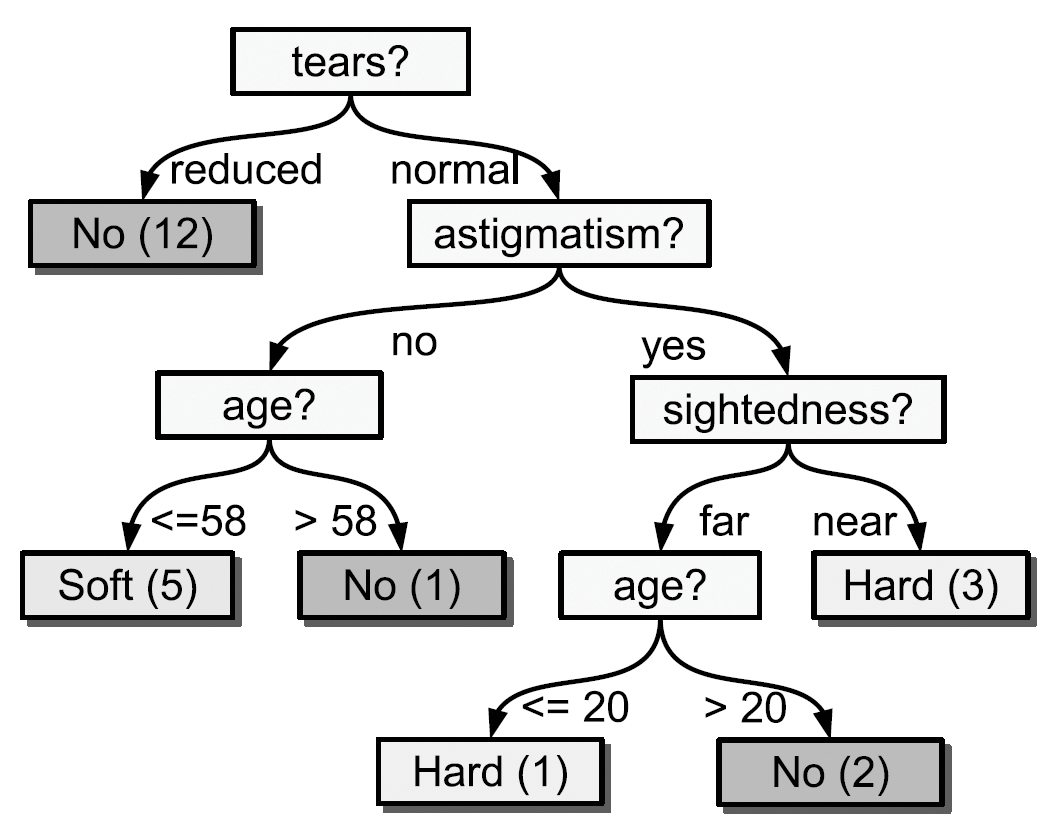 tears?
reduced
normal
No (12)
astigmatism?
no
yes
age?
sightedness?
<=58
> 58
far
near
Soft (5)
No (1)
age?
Hard (3)
<= 20
> 20
Hard (1)
No (2)